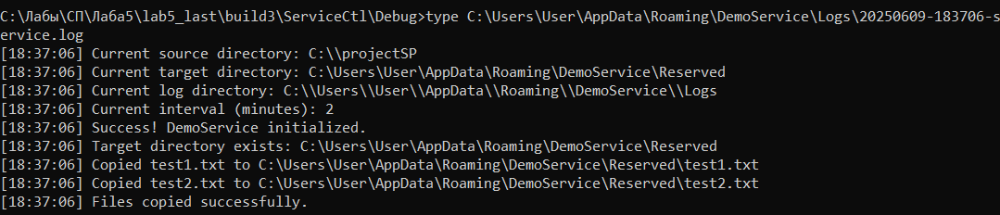 C:\Лабы\СП\Лаба5\lab5_last\build3\ServiceCtl\Debug>type C:\Users\User\AppData\Roaming\DemoService\Logs\20250609-183706-s
ervice.log
[18:37:06] Current source directory: C:\\projectSP
[18:37:06] Current target directory: C:\Users\User\AppData\Roaming\DemoService\Reserved
[18:37:06] Current log directory: C:\\Users\\User\\AppData\\Roaming\\DemoService\\Logs
[18:37:06] Current interval (minutes): 2
[18:37:06] Success! DemoService initialized.
[18:37:06] Target directory exists: C:\Users\User\AppData\Roaming\DemoService\Reserved
[18:37:06] Copied test1.txt to C:\Users\User\AppData\Roaming\DemoService\Reserved\test1.txt
[18:37:06] Copied test2.txt to C:\Users\User\AppData\Roaming\DemoService\Reserved\test2.txt
[18:37:06] Files copied successfully.